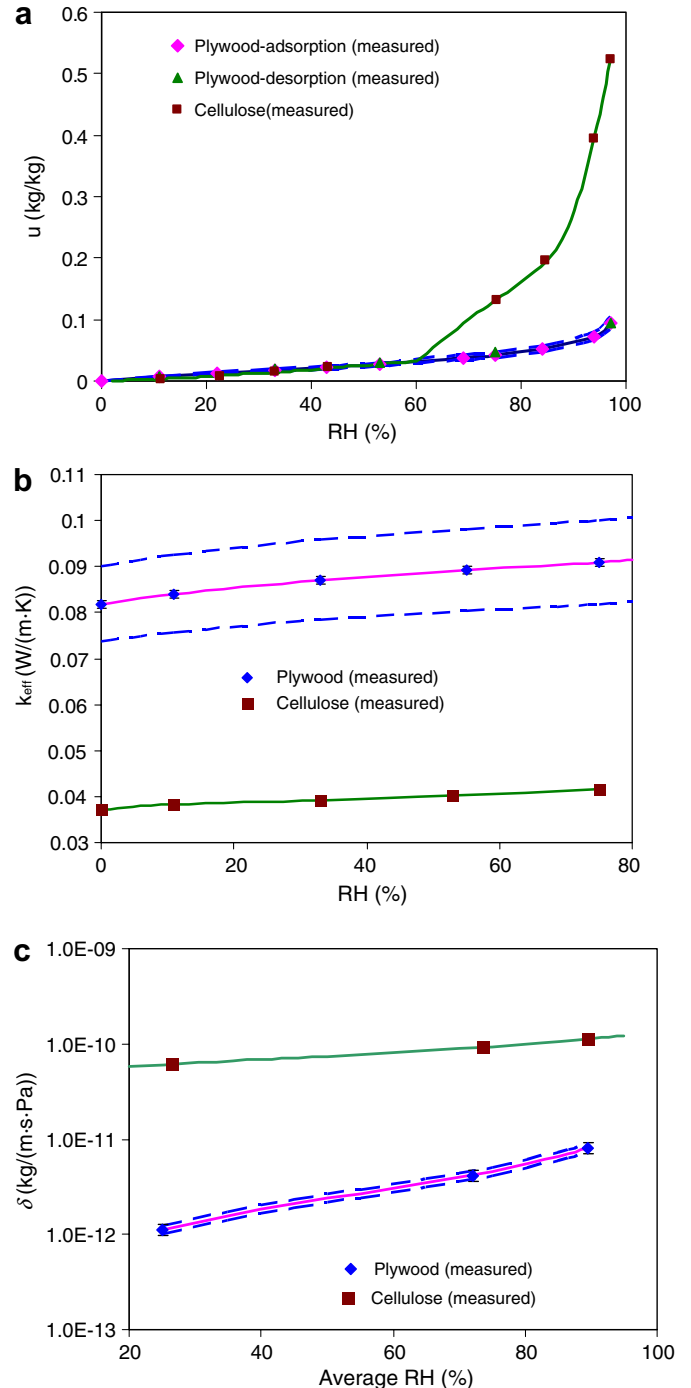 a
0.6
0.5
0.4
0.3
0.2
0.1
0
u (kg/kg)
Plywood-adsorption (measured)
Plywood-desorption (measured)
Cellulose(measured)
0 20 40 60 80 100
RH (%)
b
0.11
0.1
0.09
0.08
0.07
0.06
0.05
0.04
0.03
keff (W/(m·K)
Plywood (measured)
Cellulose (measured)
0 20 40 60 80
RH (%)
c
1.0E-09
1.0E-10
1.0E-11
1.0E-12
1.0E-13
δ (kg/(m·s·Pa))
Plywood (measured)
Cellulose (measured)
20 40 60 80 100
Average RH (%)